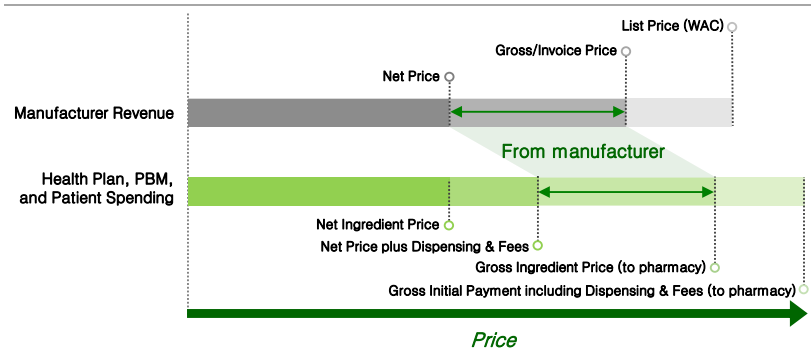 List Price (WAC)
Gross/Invoice Price
Net Price
Manufacturer Revenue
From manufacturer
Health Plan, PBM,
and Patient Spending
Net Ingredient Price
Net Price plus Dispensing & Fees
Gross Ingredient Price (to pharmacy)
Gross Initial Payment including Dispensing & Fees (to pharmacy)
Price